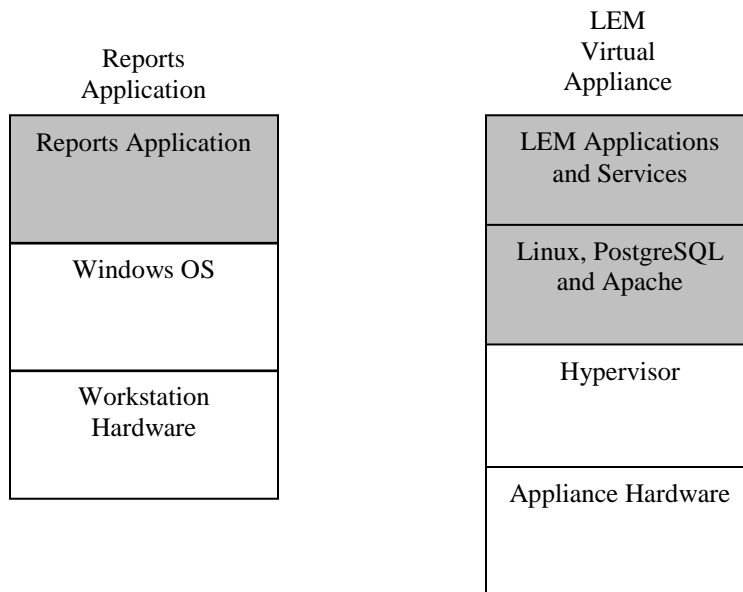 Reports
Application
Reports Application
Windows OS
Workstation
Hardware
LEM
Virtual
Appliance
LEM Applications
and Services
Linux, PostgreSQL
and Apache
Hypervisor
Appliance Hardware